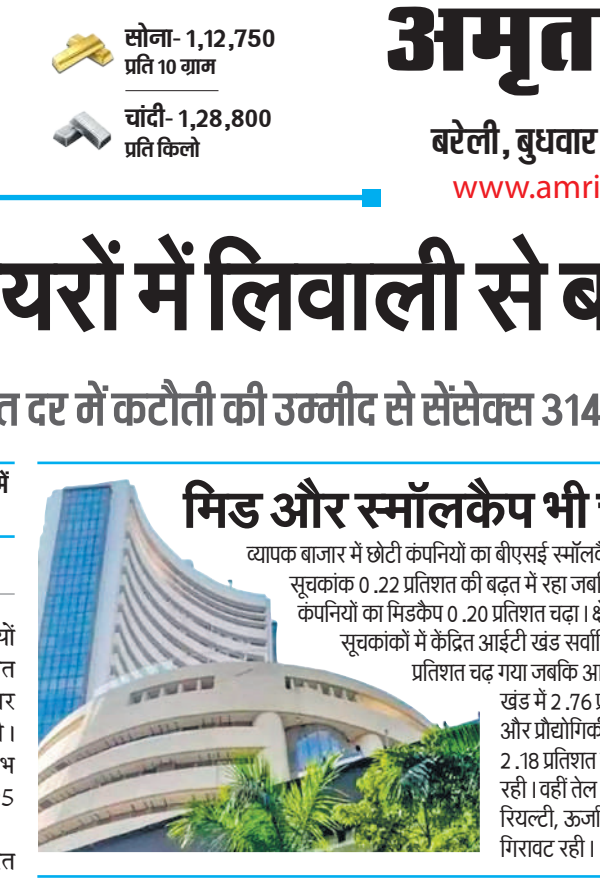 सोना- 1,12,750
प्रति 10 ग्राम
चांदी- 1,28,800
प्रति किलो
अमृत
बरेली, बुधवार
www.amri
यरों में लिवाली से ब
त दर में कटौती की उम्मीद से सेंसेक्स 314
में
यों
त
ार
ी।
भ
5
त
मिड और स्मॉलकैप भी
व्यापक बाजार में छोटी कंपनियों का बीएसई स्मॉलकै
सूचकांक 0.22 प्रतिशत की बढ़त में रहा जबि
कंपनियों का मिडकैप 0.20 प्रतिशत चढ़ा। क्षे
सूचकांकों में केंद्रित आईटी खंड सर्वाि
प्रतिशत चढ़ गया जबकि आ
खंड में 2.76 प्र
और प्रौद्योगिकी
2.18 प्रतिशत
रही। वहीं तेल
रियल्टी, ऊर्जा
गिरावट रही।